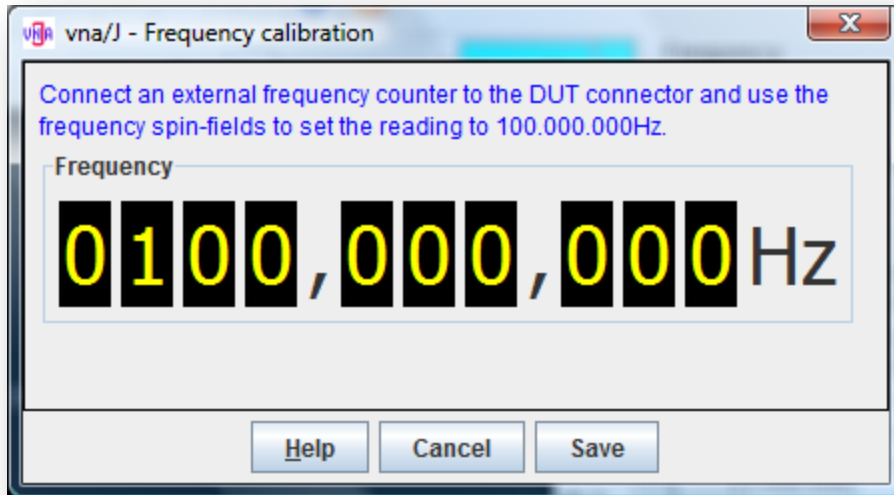 VNA vna/J - Frequency calibration
Connect an external frequency counter to the DUT connector and use the
frequency spin-fields to set the reading to 100.000.000Hz.
Frequency
0100,000,000Hz
Help Cancel Save